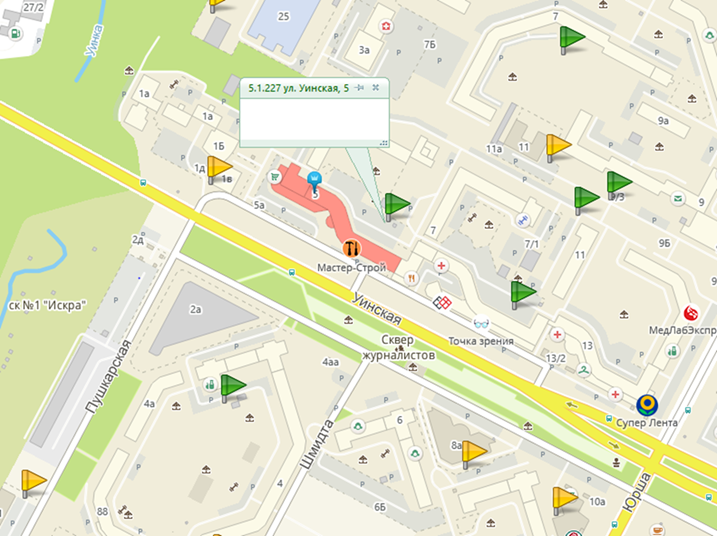 27/2
25
7
3а
7Б
Уинка
5.1.227 ул. Уинская, 5
1а
1а
9а
1Б
11а
11
1д
1в
5
5а
9/3
9
7
7/1
9Б
2д
11
Мастер-Строй
ск №1 "Искра"
2а
Уинская
МедЛабЭкспр
Точка зрения
Сквер
журналистов
13
13/2
Пушкарская
4аа
4а
Супер Лента
6
8а
Шмидта
4
Юрша
6Б
10а
88